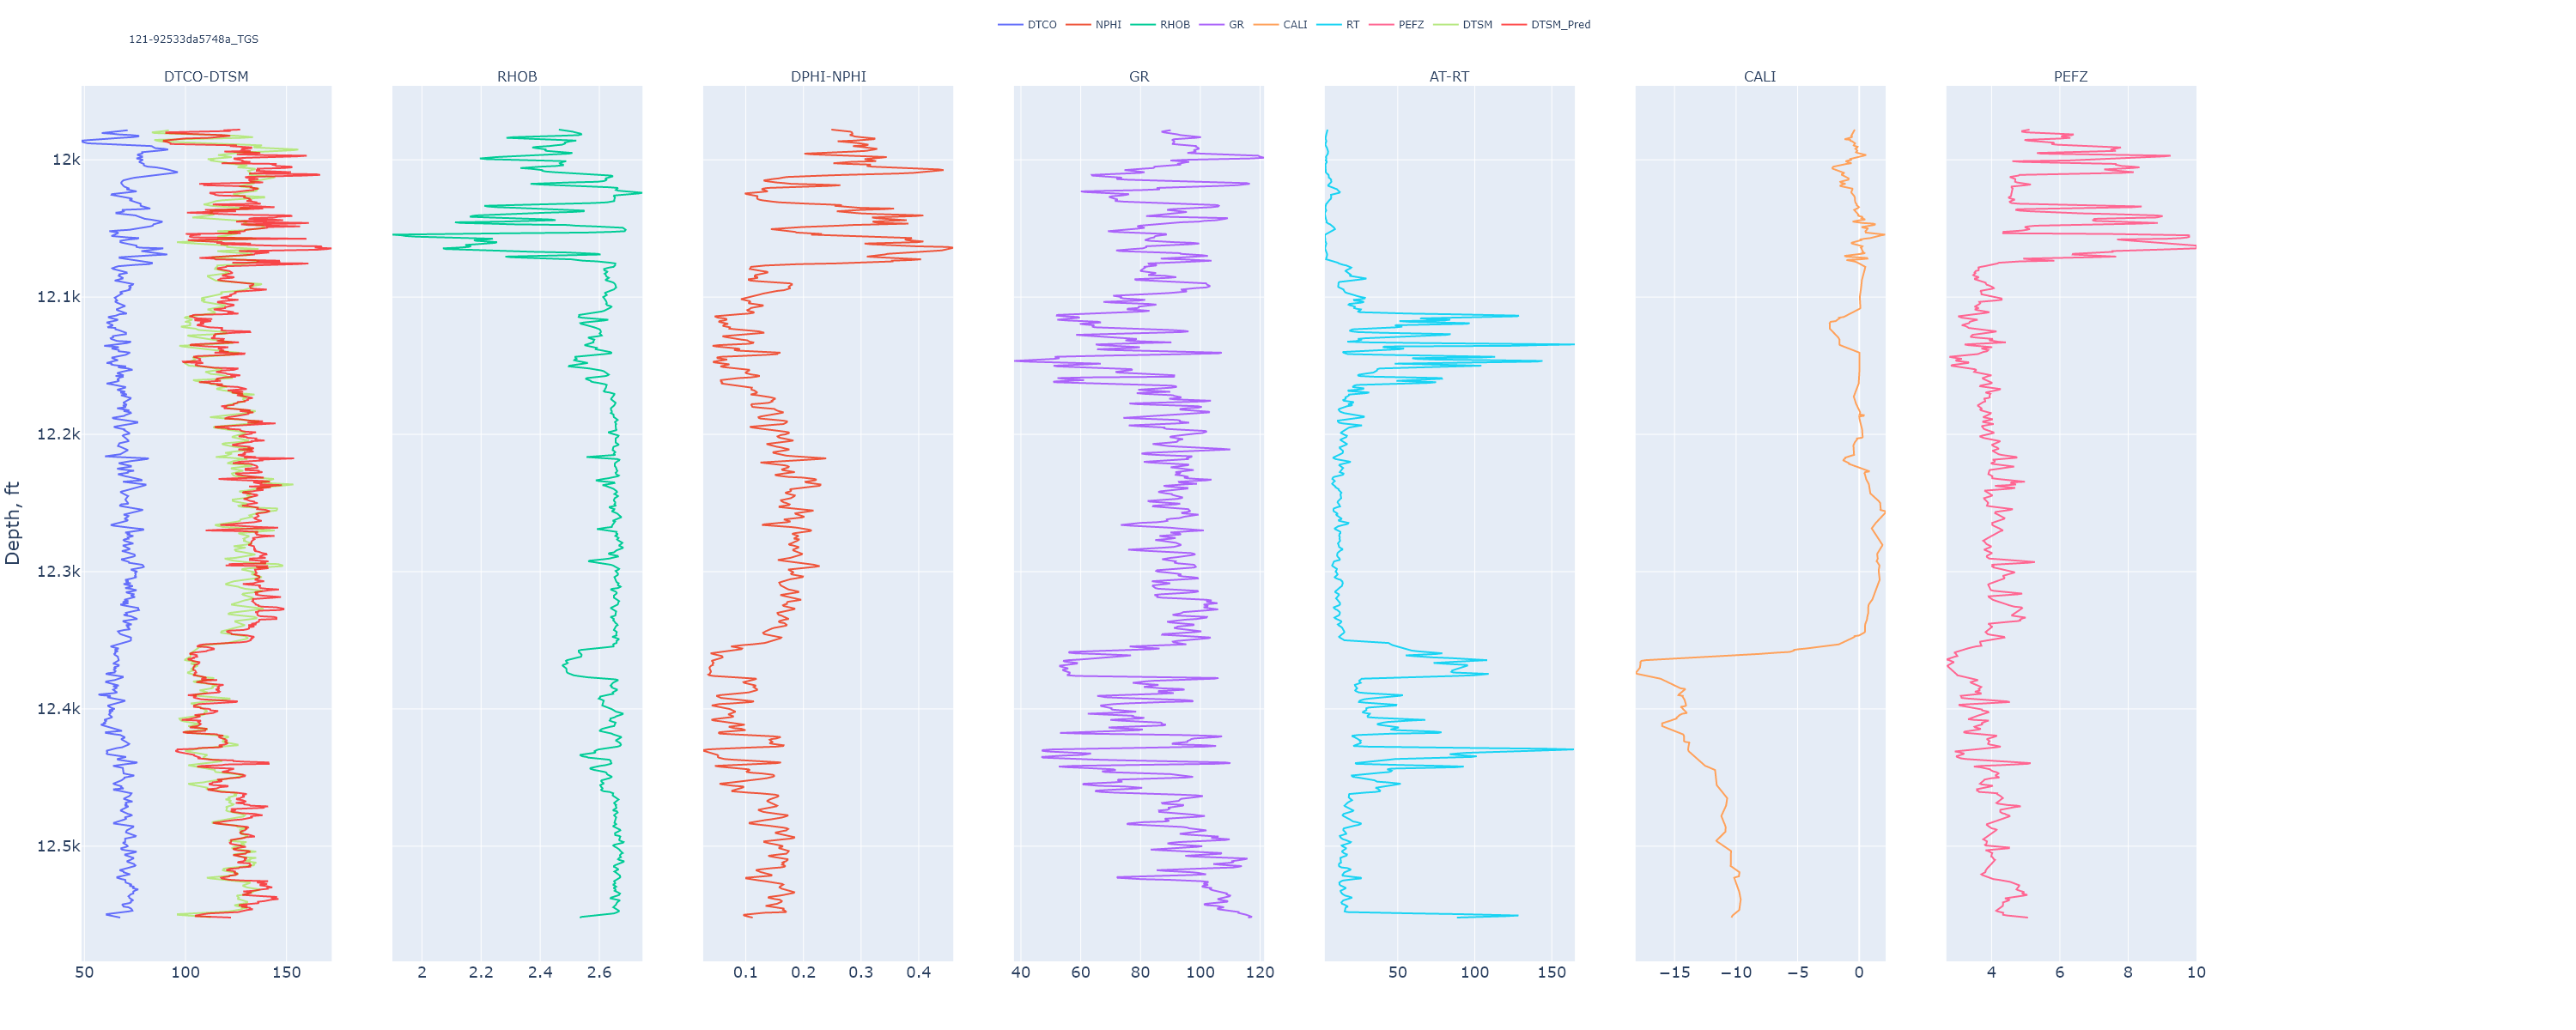 DTCO NPHI RHOB GR CALI RT PEFZ DTSM DTSM_Pred
121-92533da5748a_TGS
DTCO-DTSM RHOB DPHI-NPHI GR AT-RT CALI PEFZ
Depth, ft
12k
12.1k
12.2k
12.3k
12.4k
12.5k
50 100 150 2 2.2 2.4 2.6 0.1 0.2 0.3 0.4 40 60 80 100 120 50 100 150 −15 −10 −5 0 4 6 8 10